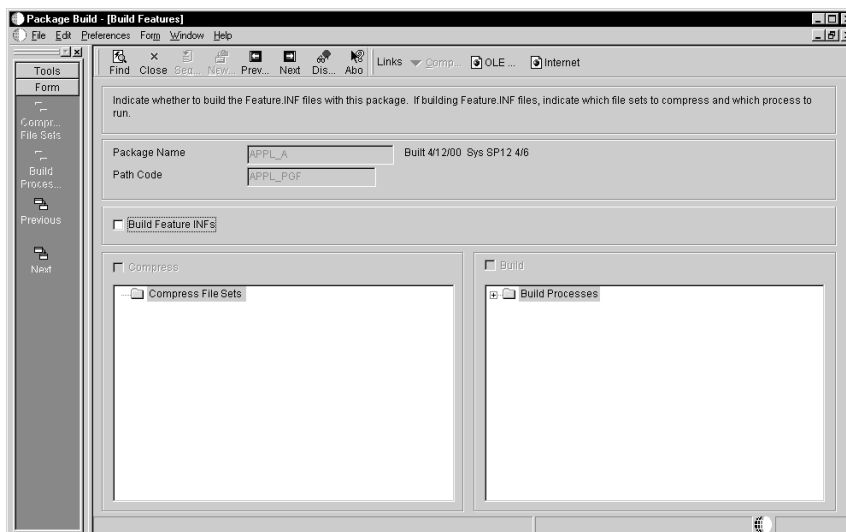 Package Build - [Build Features]
File Edit Preferences Form Window Help
Tools
Form
Compr...
File Sets
Build
Proces...
Previous
Next
Find Close Seq... New... Prev... Next Dis... Abo Links Comp... OLE ... Internet
Indicate whether to build the Feature.INF files with this package. If building Feature.INF files, indicate which file sets to compress and which process to
run.
Package Name APPL_A Built 4/12/00 Sys SP12 4/6
Path Code APPL_PGF
Build Feature INFs
Compress
Compress File Sets
Build
Build Processes